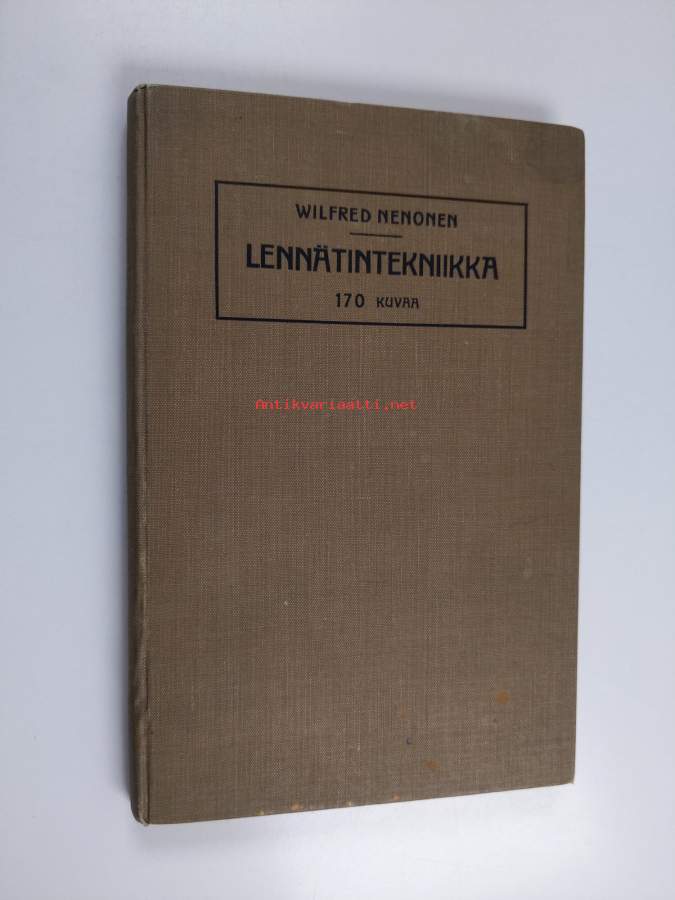 WILFRED NENONEN
LENNÄTINTEKNIIKKA
170 KUVAA
Antikvariaatti.net